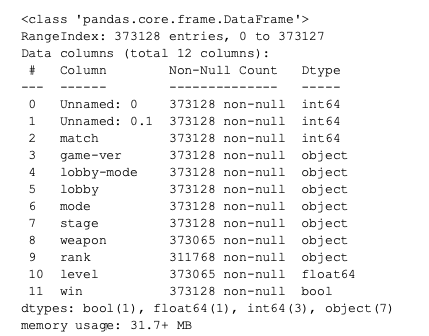 <class 'pandas.core.frame.DataFrame'>
RangeIndex: 373128 entries, 0 to 373127
Data columns (total 12 columns):
 #   Column       Non-Null Count   Dtype
---  ------       --------------   -----
 0   Unnamed: 0   373128 non-null  int64
 1   Unnamed: 0.1 373128 non-null  int64
 2   match        373128 non-null  int64
 3   game-ver     373128 non-null  object
 4   lobby-mode   373128 non-null  object
 5   lobby        373128 non-null  object
 6   mode         373128 non-null  object
 7   stage        373128 non-null  object
 8   weapon       373065 non-null  object
 9   rank         311768 non-null  object
 10  level        373065 non-null  float64
 11  win          373128 non-null  bool
dtypes: bool(1), float64(1), int64(3), object(7)
memory usage: 31.7+ MB